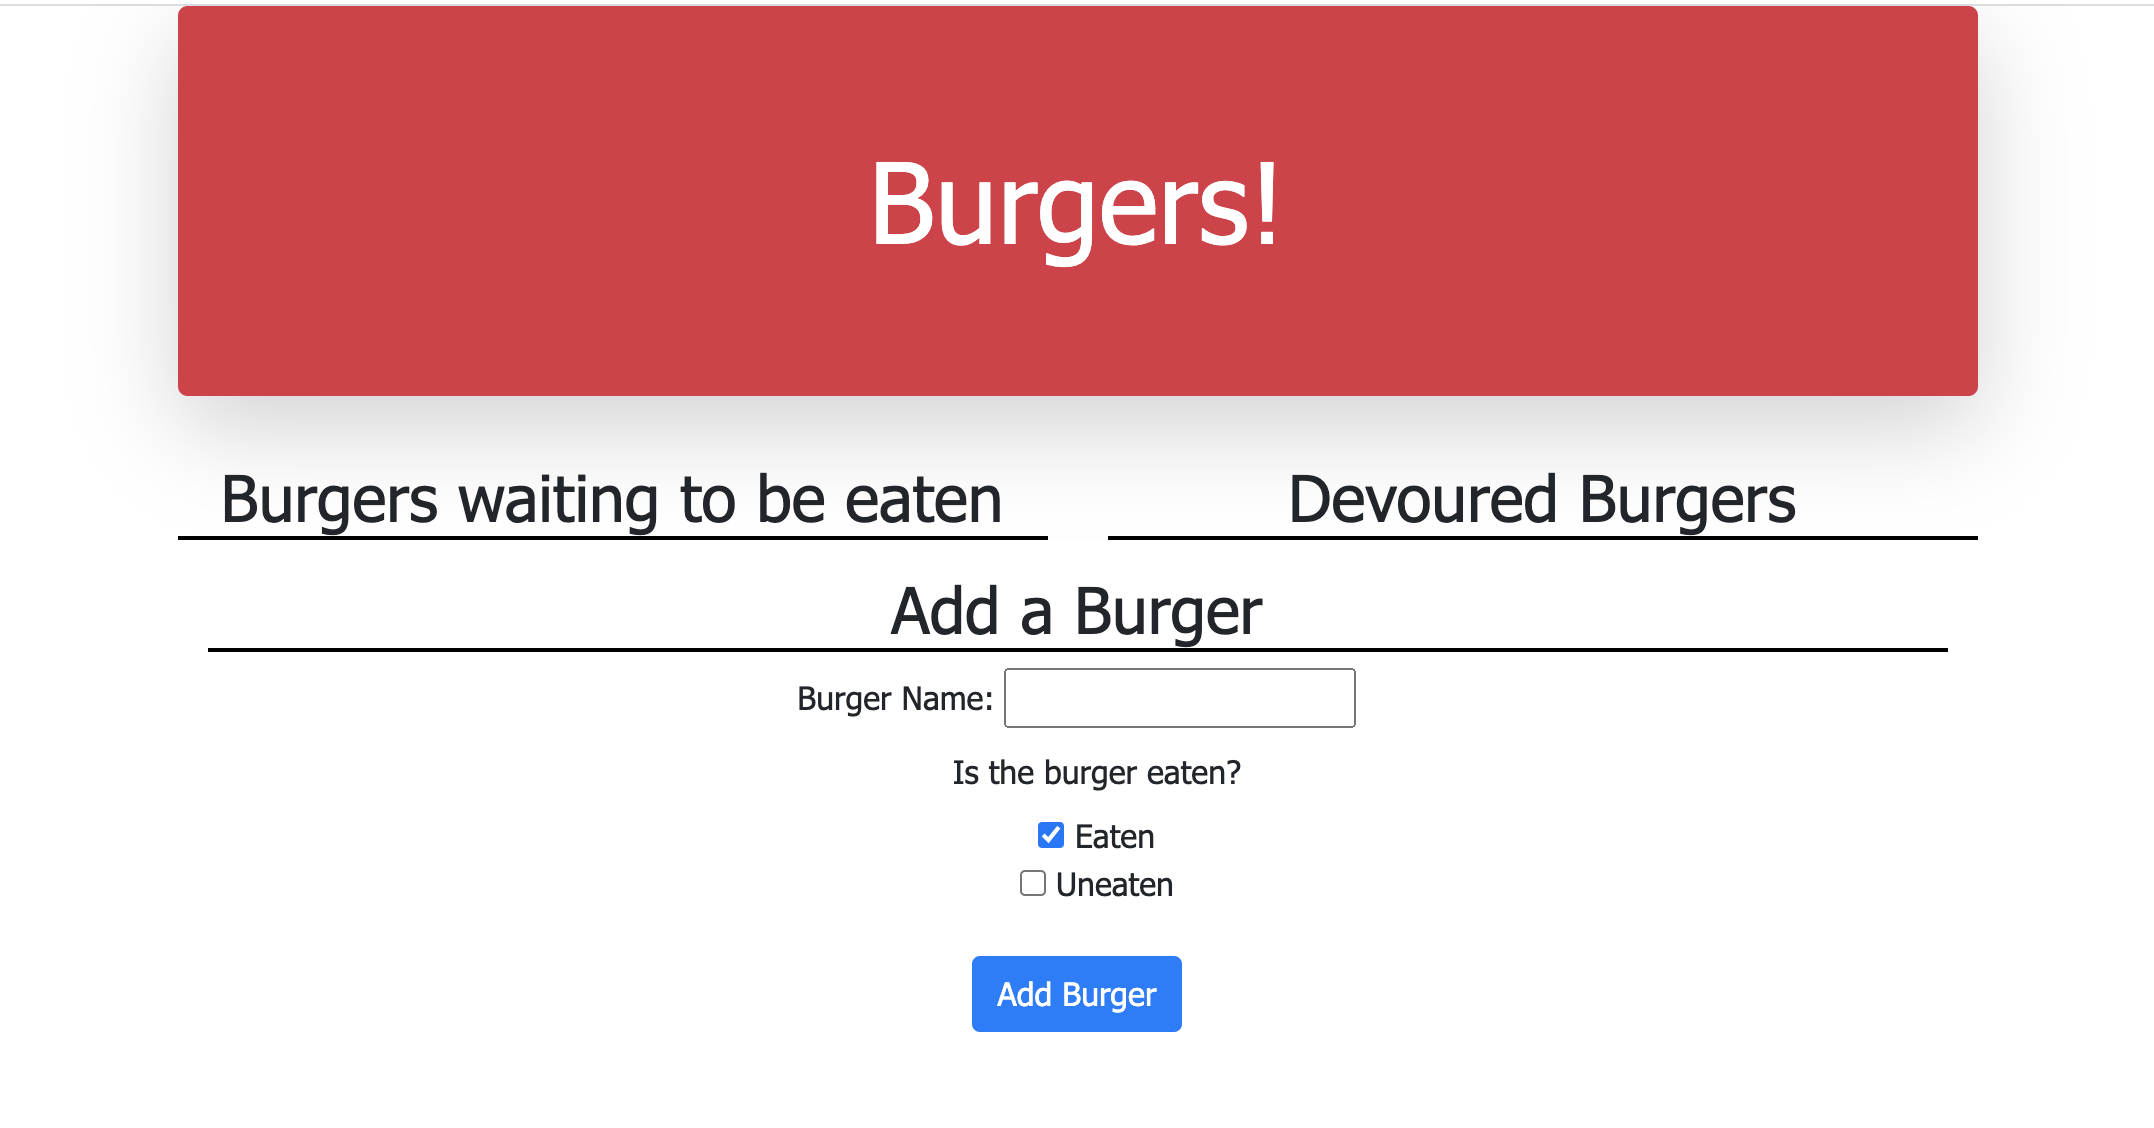 Burgers!
Burgers waiting to be eaten
Devoured Burgers
Add a Burger
Burger Name:
Is the burger eaten?
Eaten
Uneaten
Add Burger